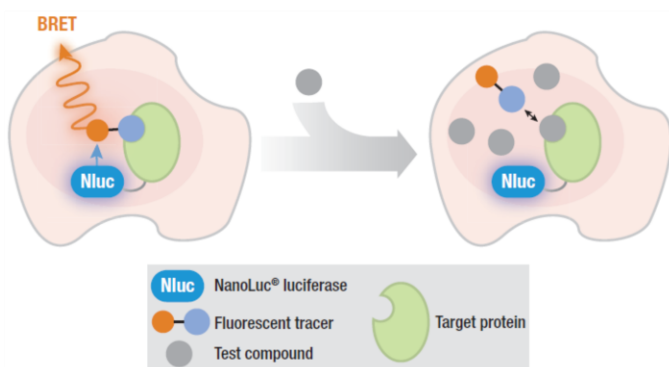 BRET
Nluc
Nluc
Nluc NanoLuc® luciferase
Fluorescent tracer
Target protein
Test compound